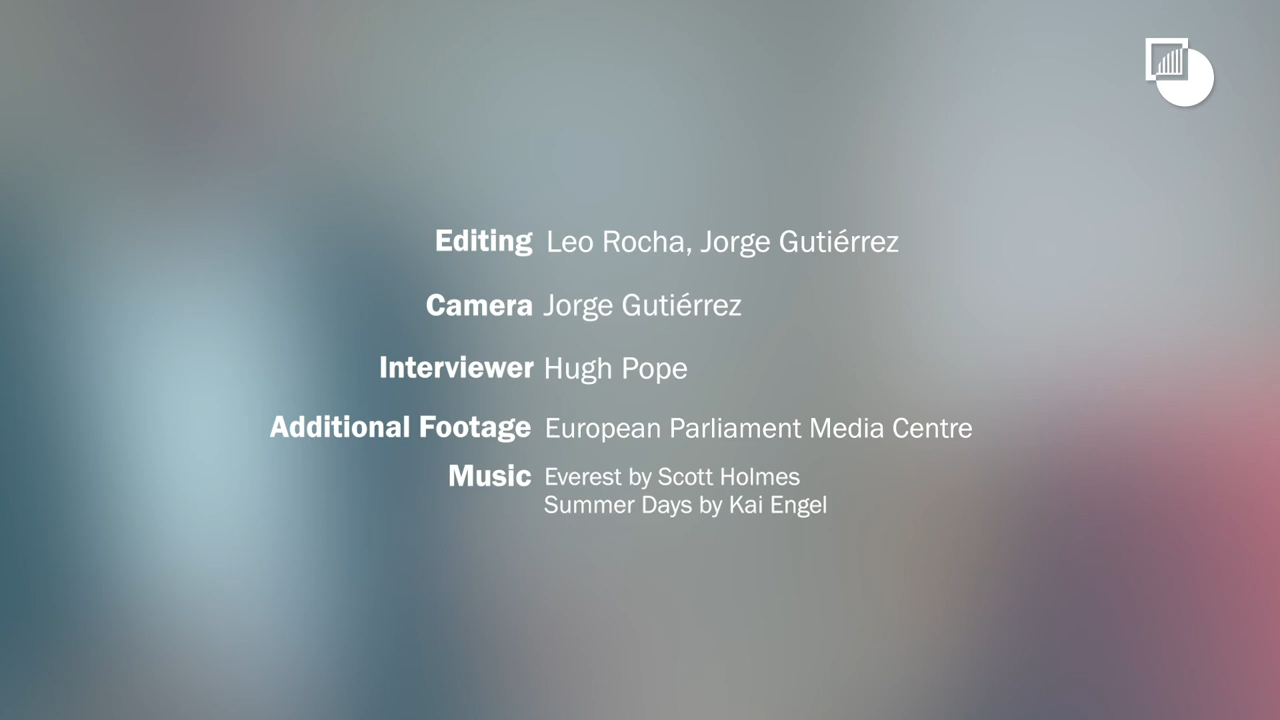 Editing Leo Rocha, Jorge Gutiérrez
Camera Jorge Gutiérrez
Interviewer Hugh Pope
Additional Footage European Parliament Media Centre
Music Everest by Scott Holmes
Summer Days by Kai Engel